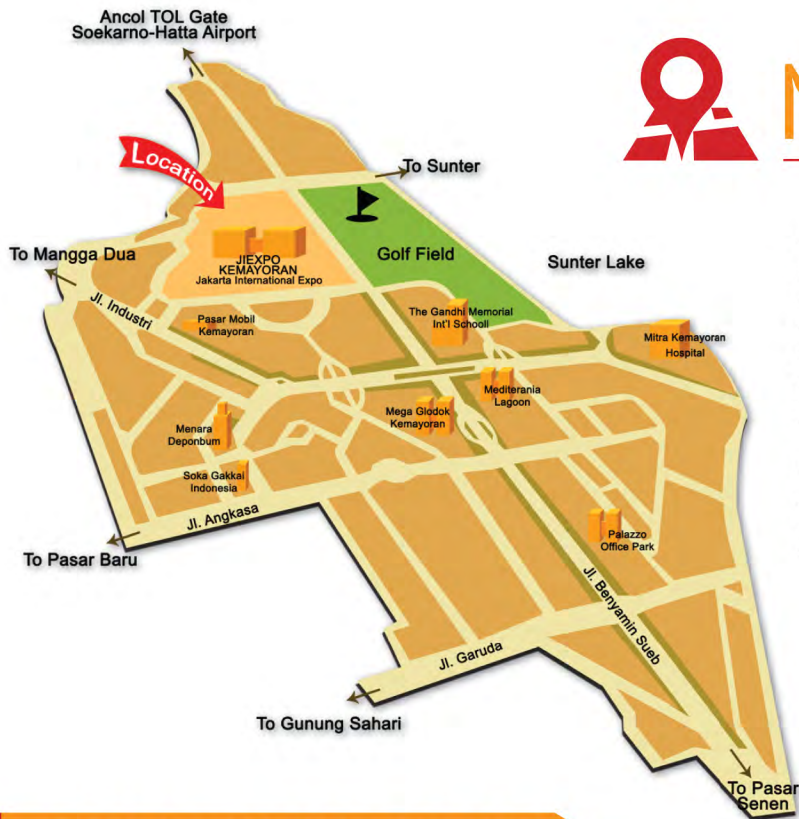 Ancol TOL Gate
Soekarno-Hatta Airport
Location
To Sunter
To Mangga Dua
JIEXPO
KEMAYORAN
Jakarta International Expo
Golf Field
Sunter Lake
Jl. Industri
Pasar Mobil
Kemayoran
The Gandhi Memorial
Int'l Schooll
Mitra Kemayoran
Hospital
Mediterania
Lagoon
Mega Glodok
Kemayoran
Menara
Deponbum
Soka Gakkai
Indonesia
Jl. Angkasa
To Pasar Baru
Palazzo
Office Park
Jl. Benyamin Sueb
Jl. Garuda
To Gunung Sahari
To Pasar
Senen